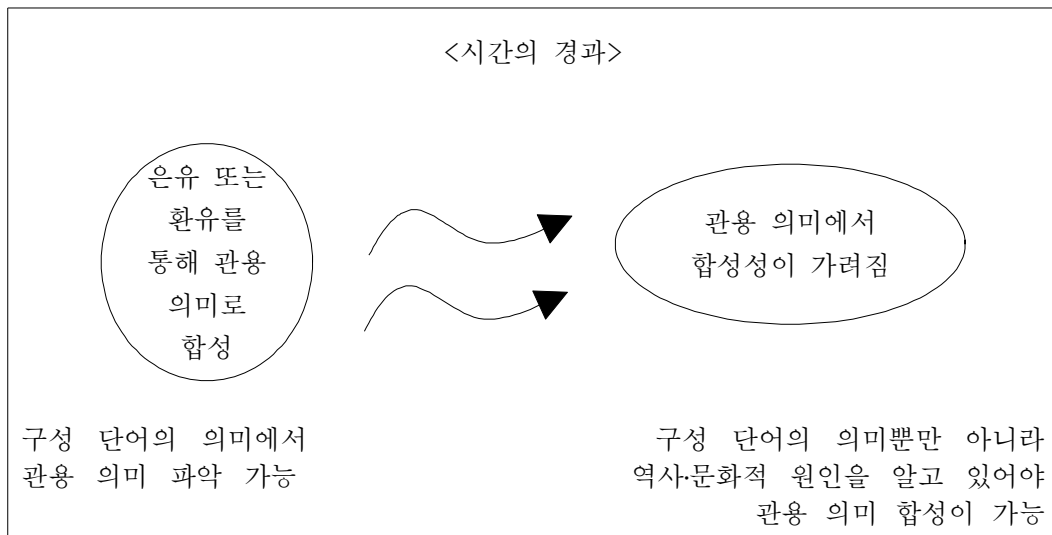 <시간의 경과>
은유 또는
환유를
통해 관용
의미로
합성
관용 의미에서
합성성이 가려짐
구성 단어의 의미에서
관용 의미 파악 가능
구성 단어의 의미뿐만 아니라
역사·문화적 원인을 알고 있어야
관용 의미 합성이 가능